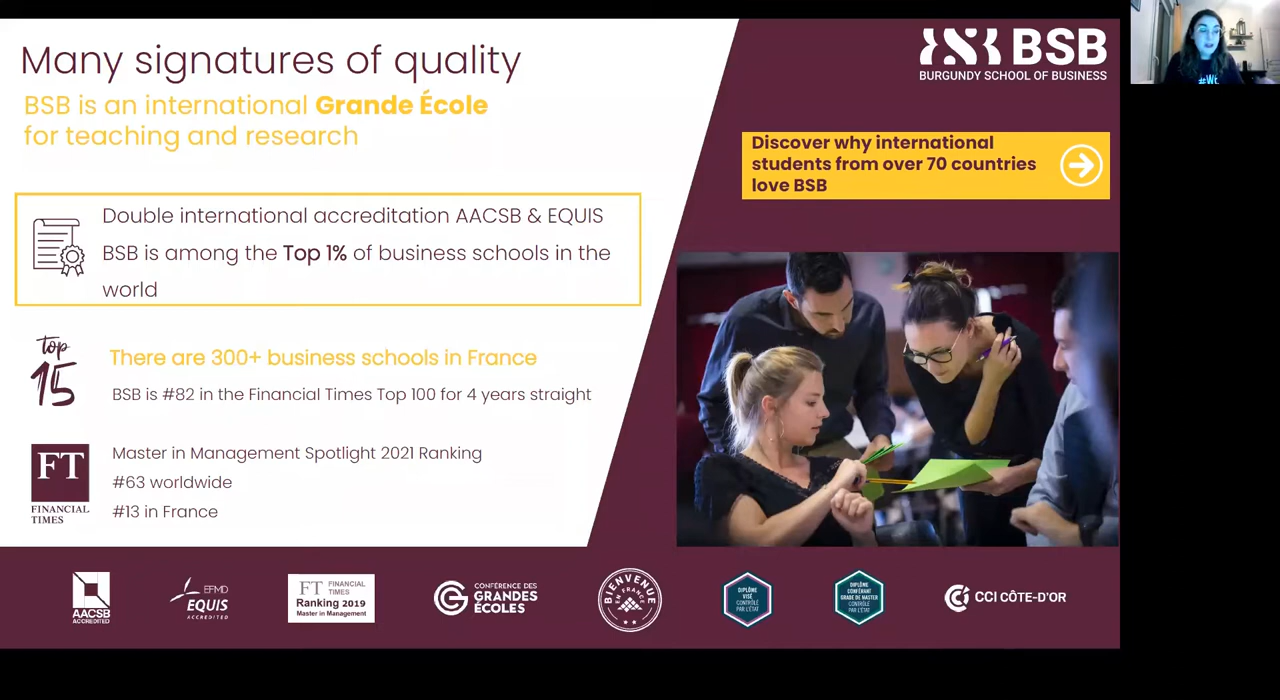 Many signatures of quality
BSB is an international Grande École
for teaching and research
Double international accreditation AACSB & EQUIS
BSB is among the Top 1% of business schools in the
world
top
15
There are 300+ business schools in France
BSB is #82 in the Financial Times Top 100 for 4 years straight
FT
FINANCIAL
TIMES
Master in Management Spotlight 2021 Ranking
#63 worldwide
#13 in France
BSB
BURGUNDY SCHOOL OF BUSINESS
Discover why international
students from over 70 countries
love BSB
#WE
AACSB
ACCREDITED
EFMD
EQUIS
ACCREDITED
FT FINANCIAL
TIMES
Ranking 2019
Master in Management
CONFÉRENCE DES
GRANDES
ÉCOLES
BIENVENUE
EN FRANCE
DIPLÔME
VISÉ
CONTRÔLÉ
PAR L'ÉTAT
DIPLÔME
CONFÉRANT
GRADE DE MASTER
CONTRÔLÉ
PAR L'ÉTAT
CCI CÔTE-D'OR